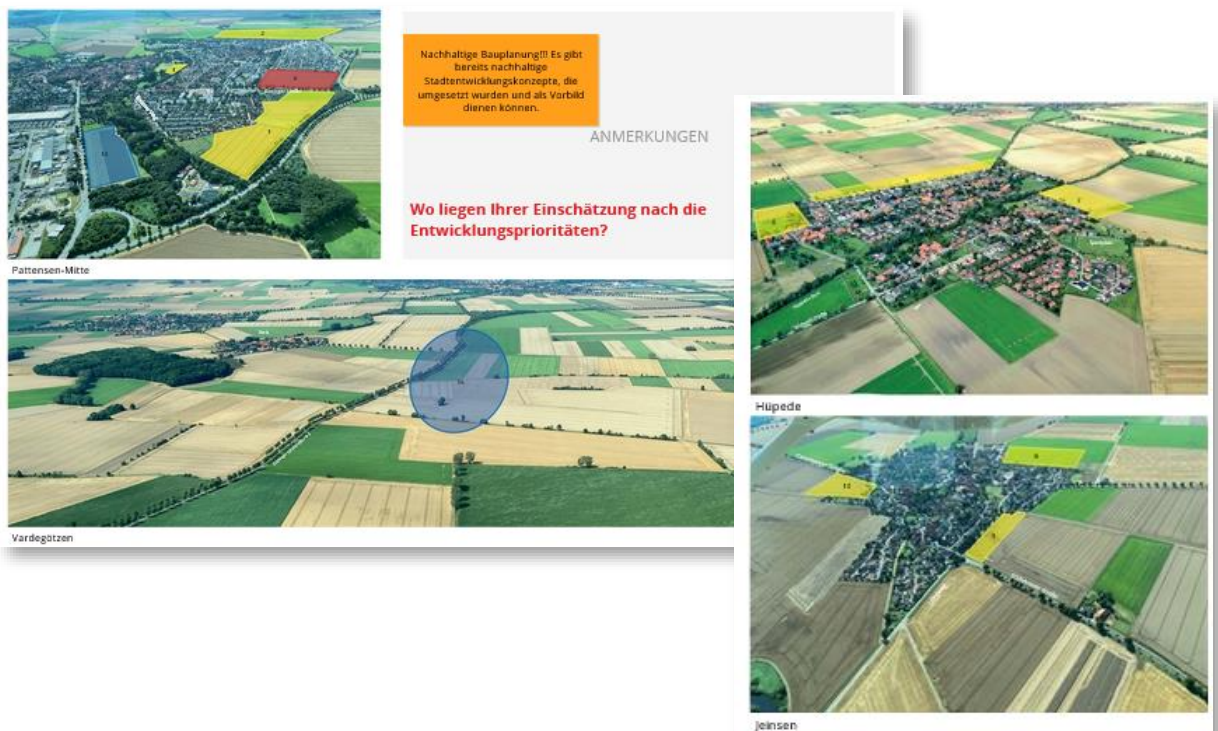 Nachhaltige Bauplanung!!! Es gibt
bereits nachhaltige
Stadtentwicklungskonzepte, die
umgesetzt wurden und als Vorbild
dienen können.
ANMERKUNGEN
Wo liegen Ihrer Einschätzung nach die
Entwicklungsprioritäten?
Pattensen-Mitte
Vardegötzen
Hüpede
Jeinsen